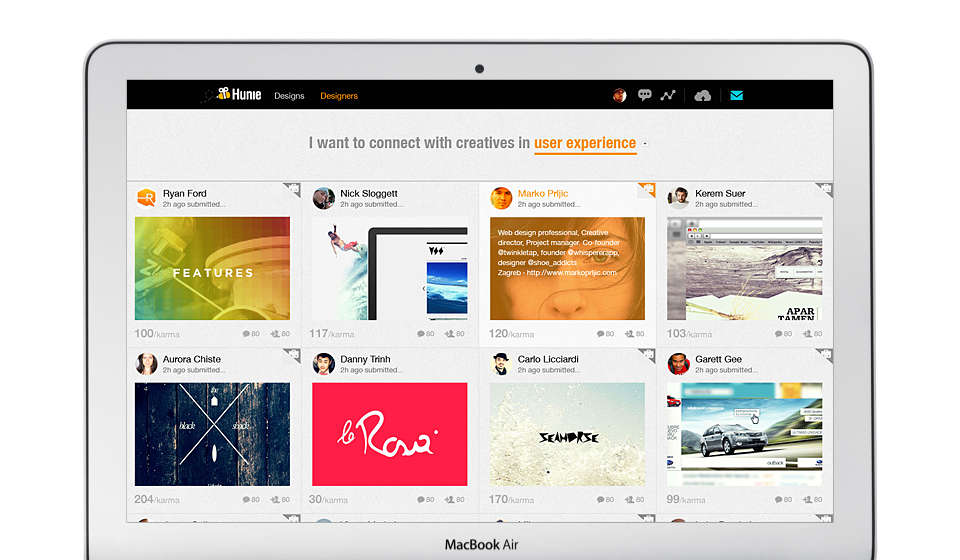 Hunie Designs Designers
I want to connect with creatives in user experience
Ryan Ford
2h ago submitted...
FEATURES
100/karma 80 80
Nick Sloggett
2h ago submitted...
117/karma 80 80
Marko Prljic
2h ago submitted...
Web design professional, Creative
director, Project manager. Co-founder
@twinkletap, founder @whispererapp,
designer @shoe_addicts
Zagreb - http://www.markoprljic.com
120/karma 80 80
Kerem Suer
2h ago submitted...
APAR
TAMEN
103/karma 80 80
Aurora Chiste
2h ago submitted...
black
204/karma 80 80
Danny Trinh
2h ago submitted...
le Rosa
30/karma 80 80
Carlo Licciardi
2h ago submitted...
SEAHORSE
170/karma 80 80
Garett Gee
2h ago submitted...
outback
99/karma 80 80
MacBook Air